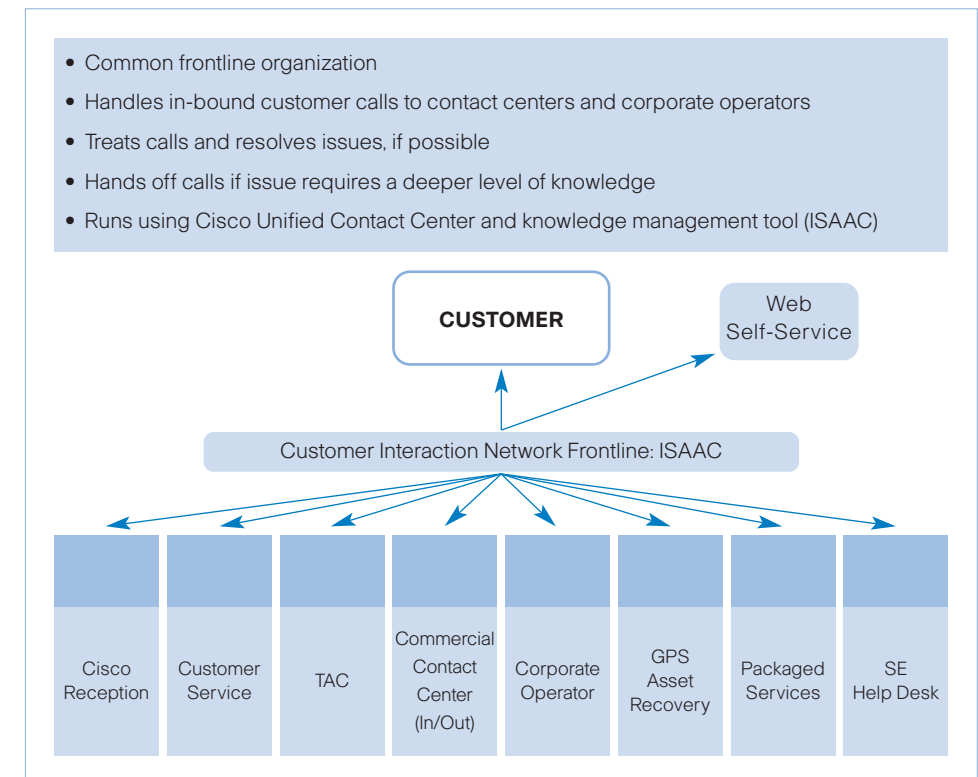 • Common frontline organization
• Handles in-bound customer calls to contact centers and corporate operators
• Treats calls and resolves issues, if possible
• Hands off calls if issue requires a deeper level of knowledge
• Runs using Cisco Unified Contact Center and knowledge management tool (ISAAC)
CUSTOMER
Web
Self-Service
Customer Interaction Network Frontline: ISAAC
Cisco
Reception
Customer
Service
TAC
Commercial
Contact
Center
(In/Out)
Corporate
Operator
GPS
Asset
Recovery
Packaged
Services
SE
Help Desk